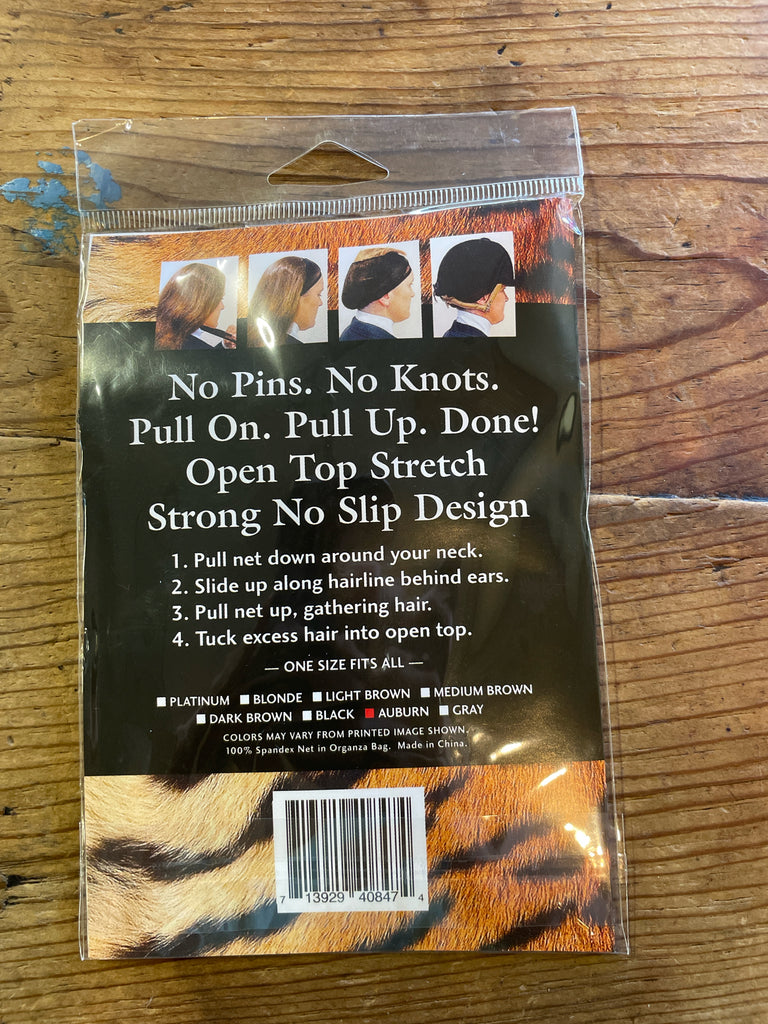 No Pins. No Knots.
Pull On. Pull Up. Done!
Open Top Stretch
Strong No Slip Design
1. Pull net down around your neck.
2. Slide up along hairline behind ears.
3. Pull net up, gathering hair.
4. Tuck excess hair into open top.
— ONE SIZE FITS ALL —
PLATINUM BLONDE LIGHT BROWN MEDIUM BROWN
DARK BROWN BLACK AUBURN GRAY
COLORS MAY VARY FROM PRINTED IMAGE SHOWN.
100% Spandex Net in Organza Bag. Made in China.
7 13929 40847 4